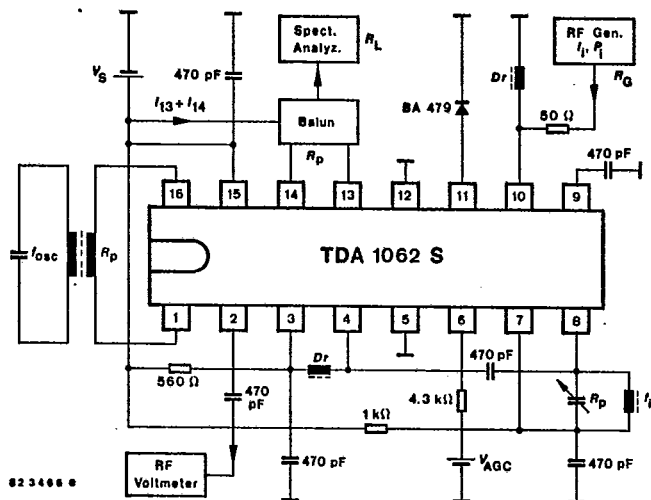 Spect.
Analyz.
R_L
RF Gen.
f_i, P_i
V_S
470 pF
Dr
R_G
I_13 + I_14
Balun
BA 479
50 Ω
470 pF
R_p
16
15
14
13
12
11
10
9
f_osc
R_p
TDA 1062 S
1
2
3
4
5
6
7
8
560 Ω
Dr
470 pF
470
pF
4.3 kΩ
R_p
f_i
1 kΩ
RF
Voltmeter
470 pF
V_AGC
470 pF
82 3466 e